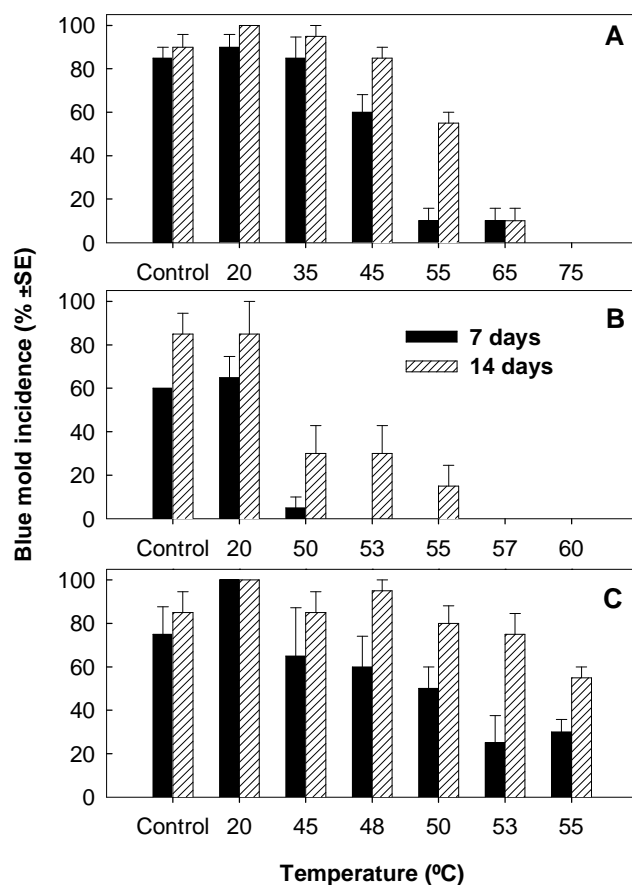 A
100
80
60
40
20
0
Control 20 35 45 55 65 75
B
100
80
60
40
20
0
7 days
14 days
Control 20 50 53 55 57 60
C
100
80
60
40
20
0
Control 20 45 48 50 53 55
Blue mold incidence (% ±SE)
Temperature (ºC)